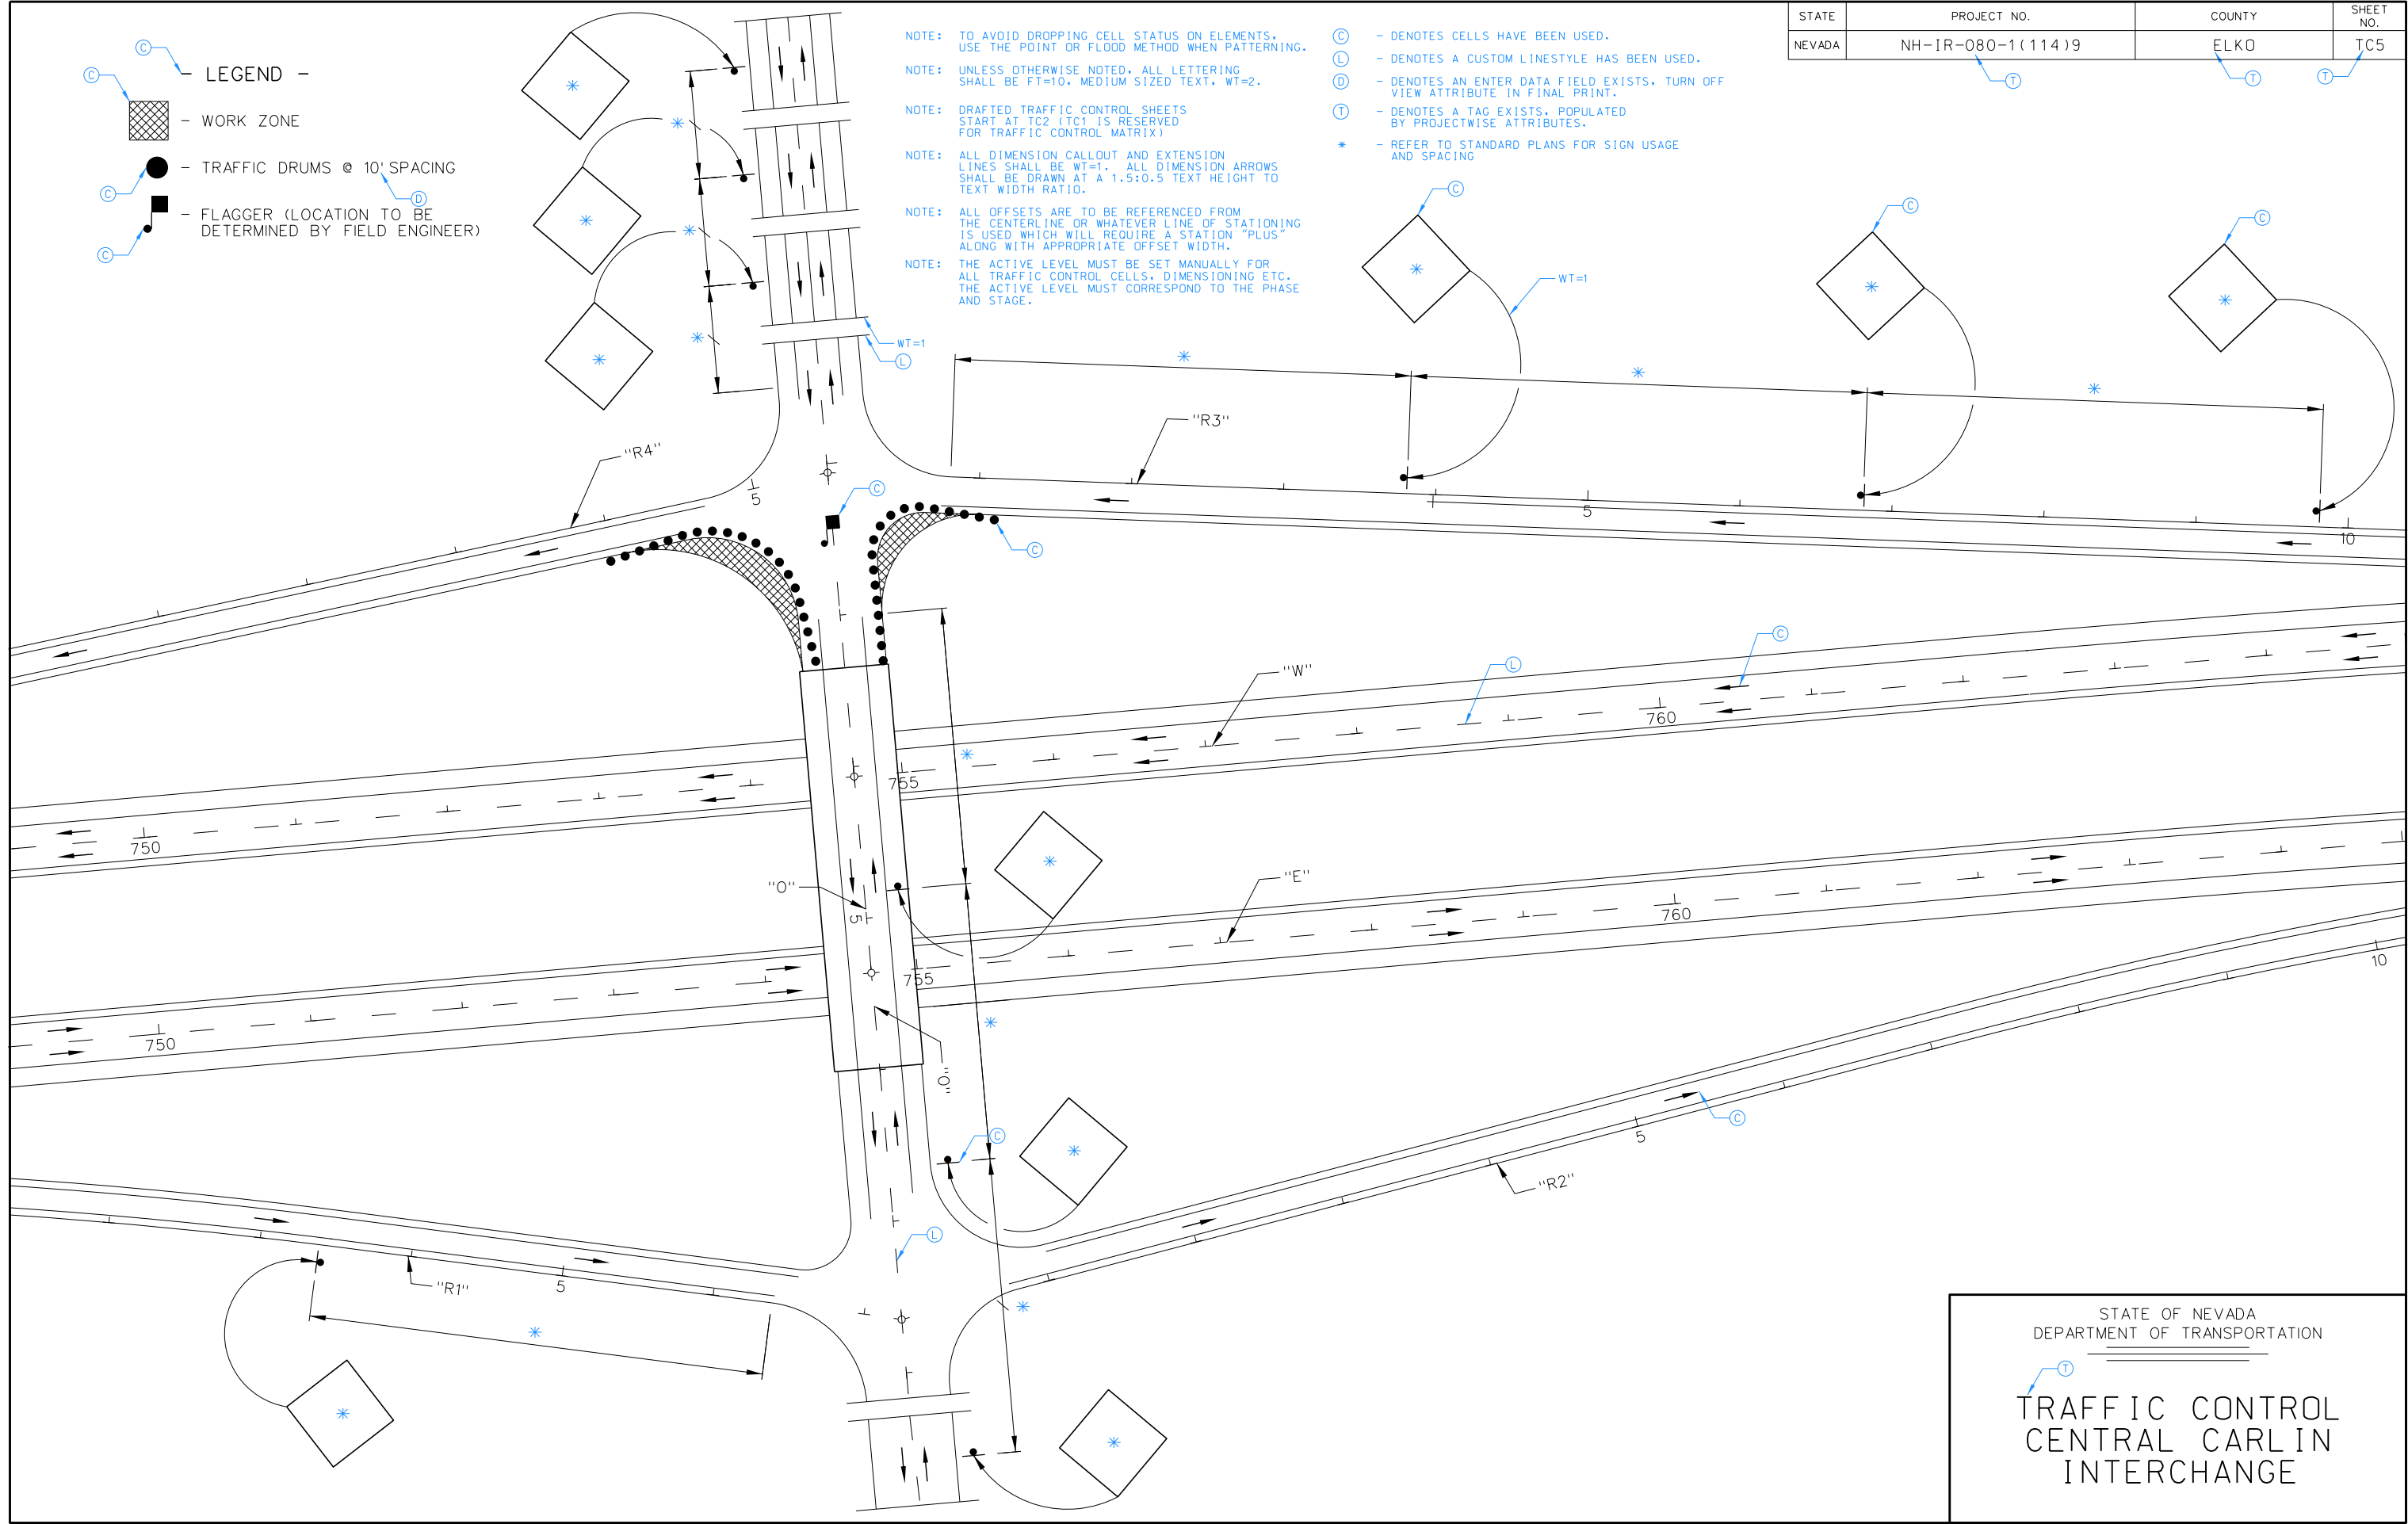 STATE
PROJECT NO.
COUNTY
SHEET
NO.
NEVADA
NH-IR-080-1(114)9
ELKO
TC5
T
T
T
C
C
- LEGEND -
- WORK ZONE
- TRAFFIC DRUMS @ 10' SPACING
C
D
- FLAGGER (LOCATION TO BE
DETERMINED BY FIELD ENGINEER)
C
NOTE: TO AVOID DROPPING CELL STATUS ON ELEMENTS,
USE THE POINT OR FLOOD METHOD WHEN PATTERNING.
NOTE: UNLESS OTHERWISE NOTED, ALL LETTERING
SHALL BE FT=10, MEDIUM SIZED TEXT, WT=2.
NOTE: DRAFTED TRAFFIC CONTROL SHEETS
START AT TC2 (TC1 IS RESERVED
FOR TRAFFIC CONTROL MATRIX)
NOTE: ALL DIMENSION CALLOUT AND EXTENSION
LINES SHALL BE WT=1. ALL DIMENSION ARROWS
SHALL BE DRAWN AT A 1.5:0.5 TEXT HEIGHT TO
TEXT WIDTH RATIO.
NOTE: ALL OFFSETS ARE TO BE REFERENCED FROM
THE CENTERLINE OR WHATEVER LINE OF STATIONING
IS USED WHICH WILL REQUIRE A STATION "PLUS"
ALONG WITH APPROPRIATE OFFSET WIDTH.
NOTE: THE ACTIVE LEVEL MUST BE SET MANUALLY FOR
ALL TRAFFIC CONTROL CELLS, DIMENSIONING ETC.
THE ACTIVE LEVEL MUST CORRESPOND TO THE PHASE
AND STAGE.
C - DENOTES CELLS HAVE BEEN USED.
L - DENOTES A CUSTOM LINESTYLE HAS BEEN USED.
D - DENOTES AN ENTER DATA FIELD EXISTS, TURN OFF
VIEW ATTRIBUTE IN FINAL PRINT.
T - DENOTES A TAG EXISTS, POPULATED
BY PROJECTWISE ATTRIBUTES.
* - REFER TO STANDARD PLANS FOR SIGN USAGE
AND SPACING
C
C
C
WT=1
WT=1
L
"R4"
"R3"
5
C
C
5
10
"W"
L
C
750
755
760
"O"
5
"E"
750
755
760
10
"O"
C
C
5
"R2"
L
"R1"
5
STATE OF NEVADA
DEPARTMENT OF TRANSPORTATION
T
TRAFFIC CONTROL
CENTRAL CARLIN
INTERCHANGE